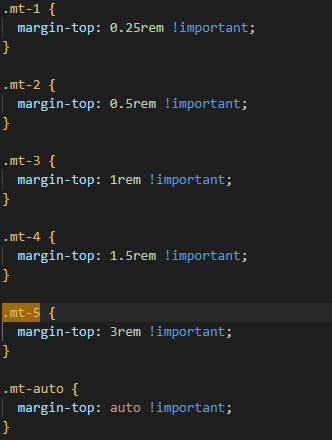 .mt-1 {
margin-top: 0.25rem !important;
}
.mt-2 {
margin-top: 0.5rem !important;
}
.mt-3 {
margin-top: 1rem !important;
}
.mt-4 {
margin-top: 1.5rem !important;
}
.mt-5 {
margin-top: 3rem !important;
}
.mt-auto {
margin-top: auto !important;
}